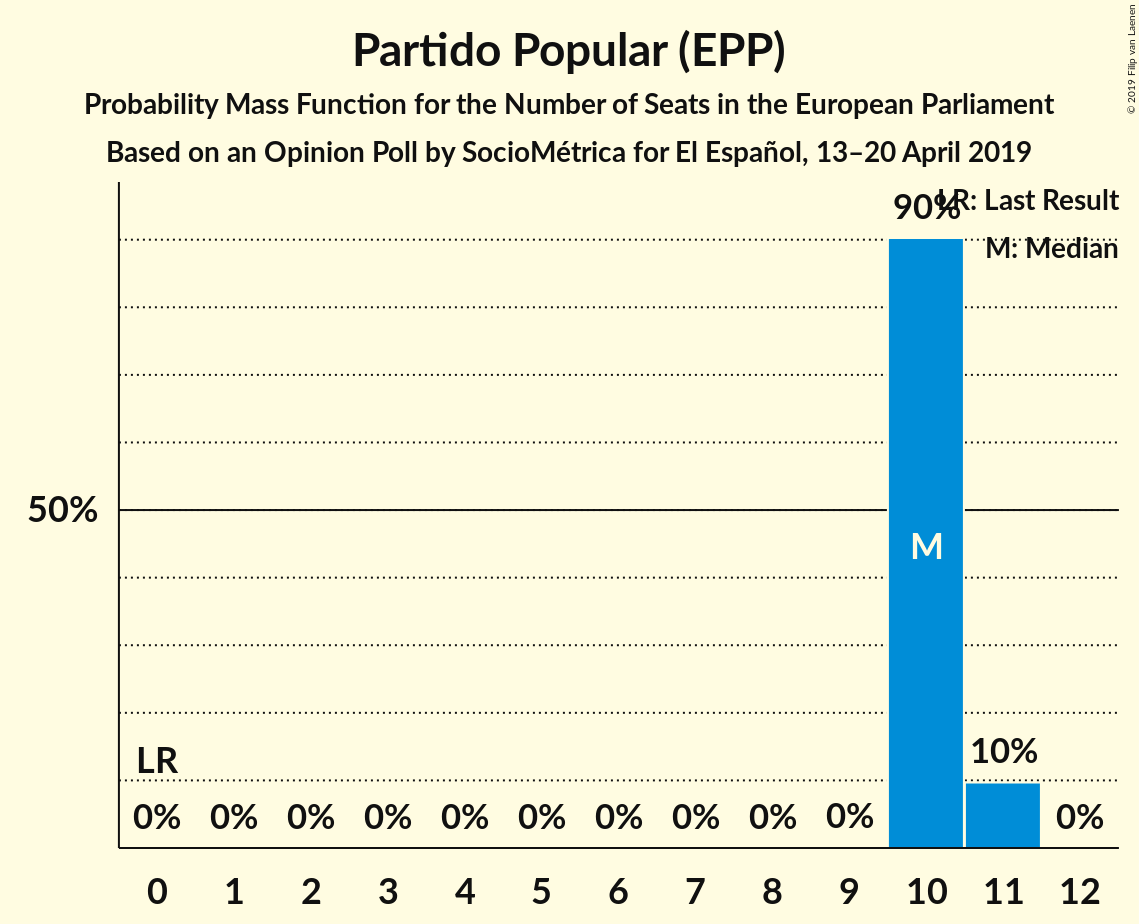 Partido Popular (EPP)
Probability Mass Function for the Number of Seats in the European Parliament
Based on an Opinion Poll by SocioMétrica for El Español, 13–20 April 2019
© 2019 Filip van Laenen
LR: Last Result
M: Median
90%
50%
M
LR
10%
0% 0% 0% 0% 0% 0% 0% 0% 0% 0% 0%
0 1 2 3 4 5 6 7 8 9 10 11 12